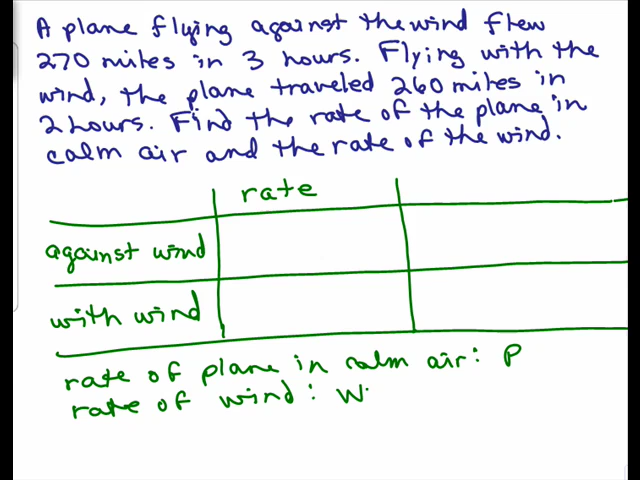 A plane flying against the wind flew
270 miles in 3 hours. Flying with the
wind, the plane traveled 260 miles in
2 hours. Find the rate of the plane in
calm air and the rate of the wind.
rate
against wind
with wind
rate of plane in calm air: P
rate of wind: W